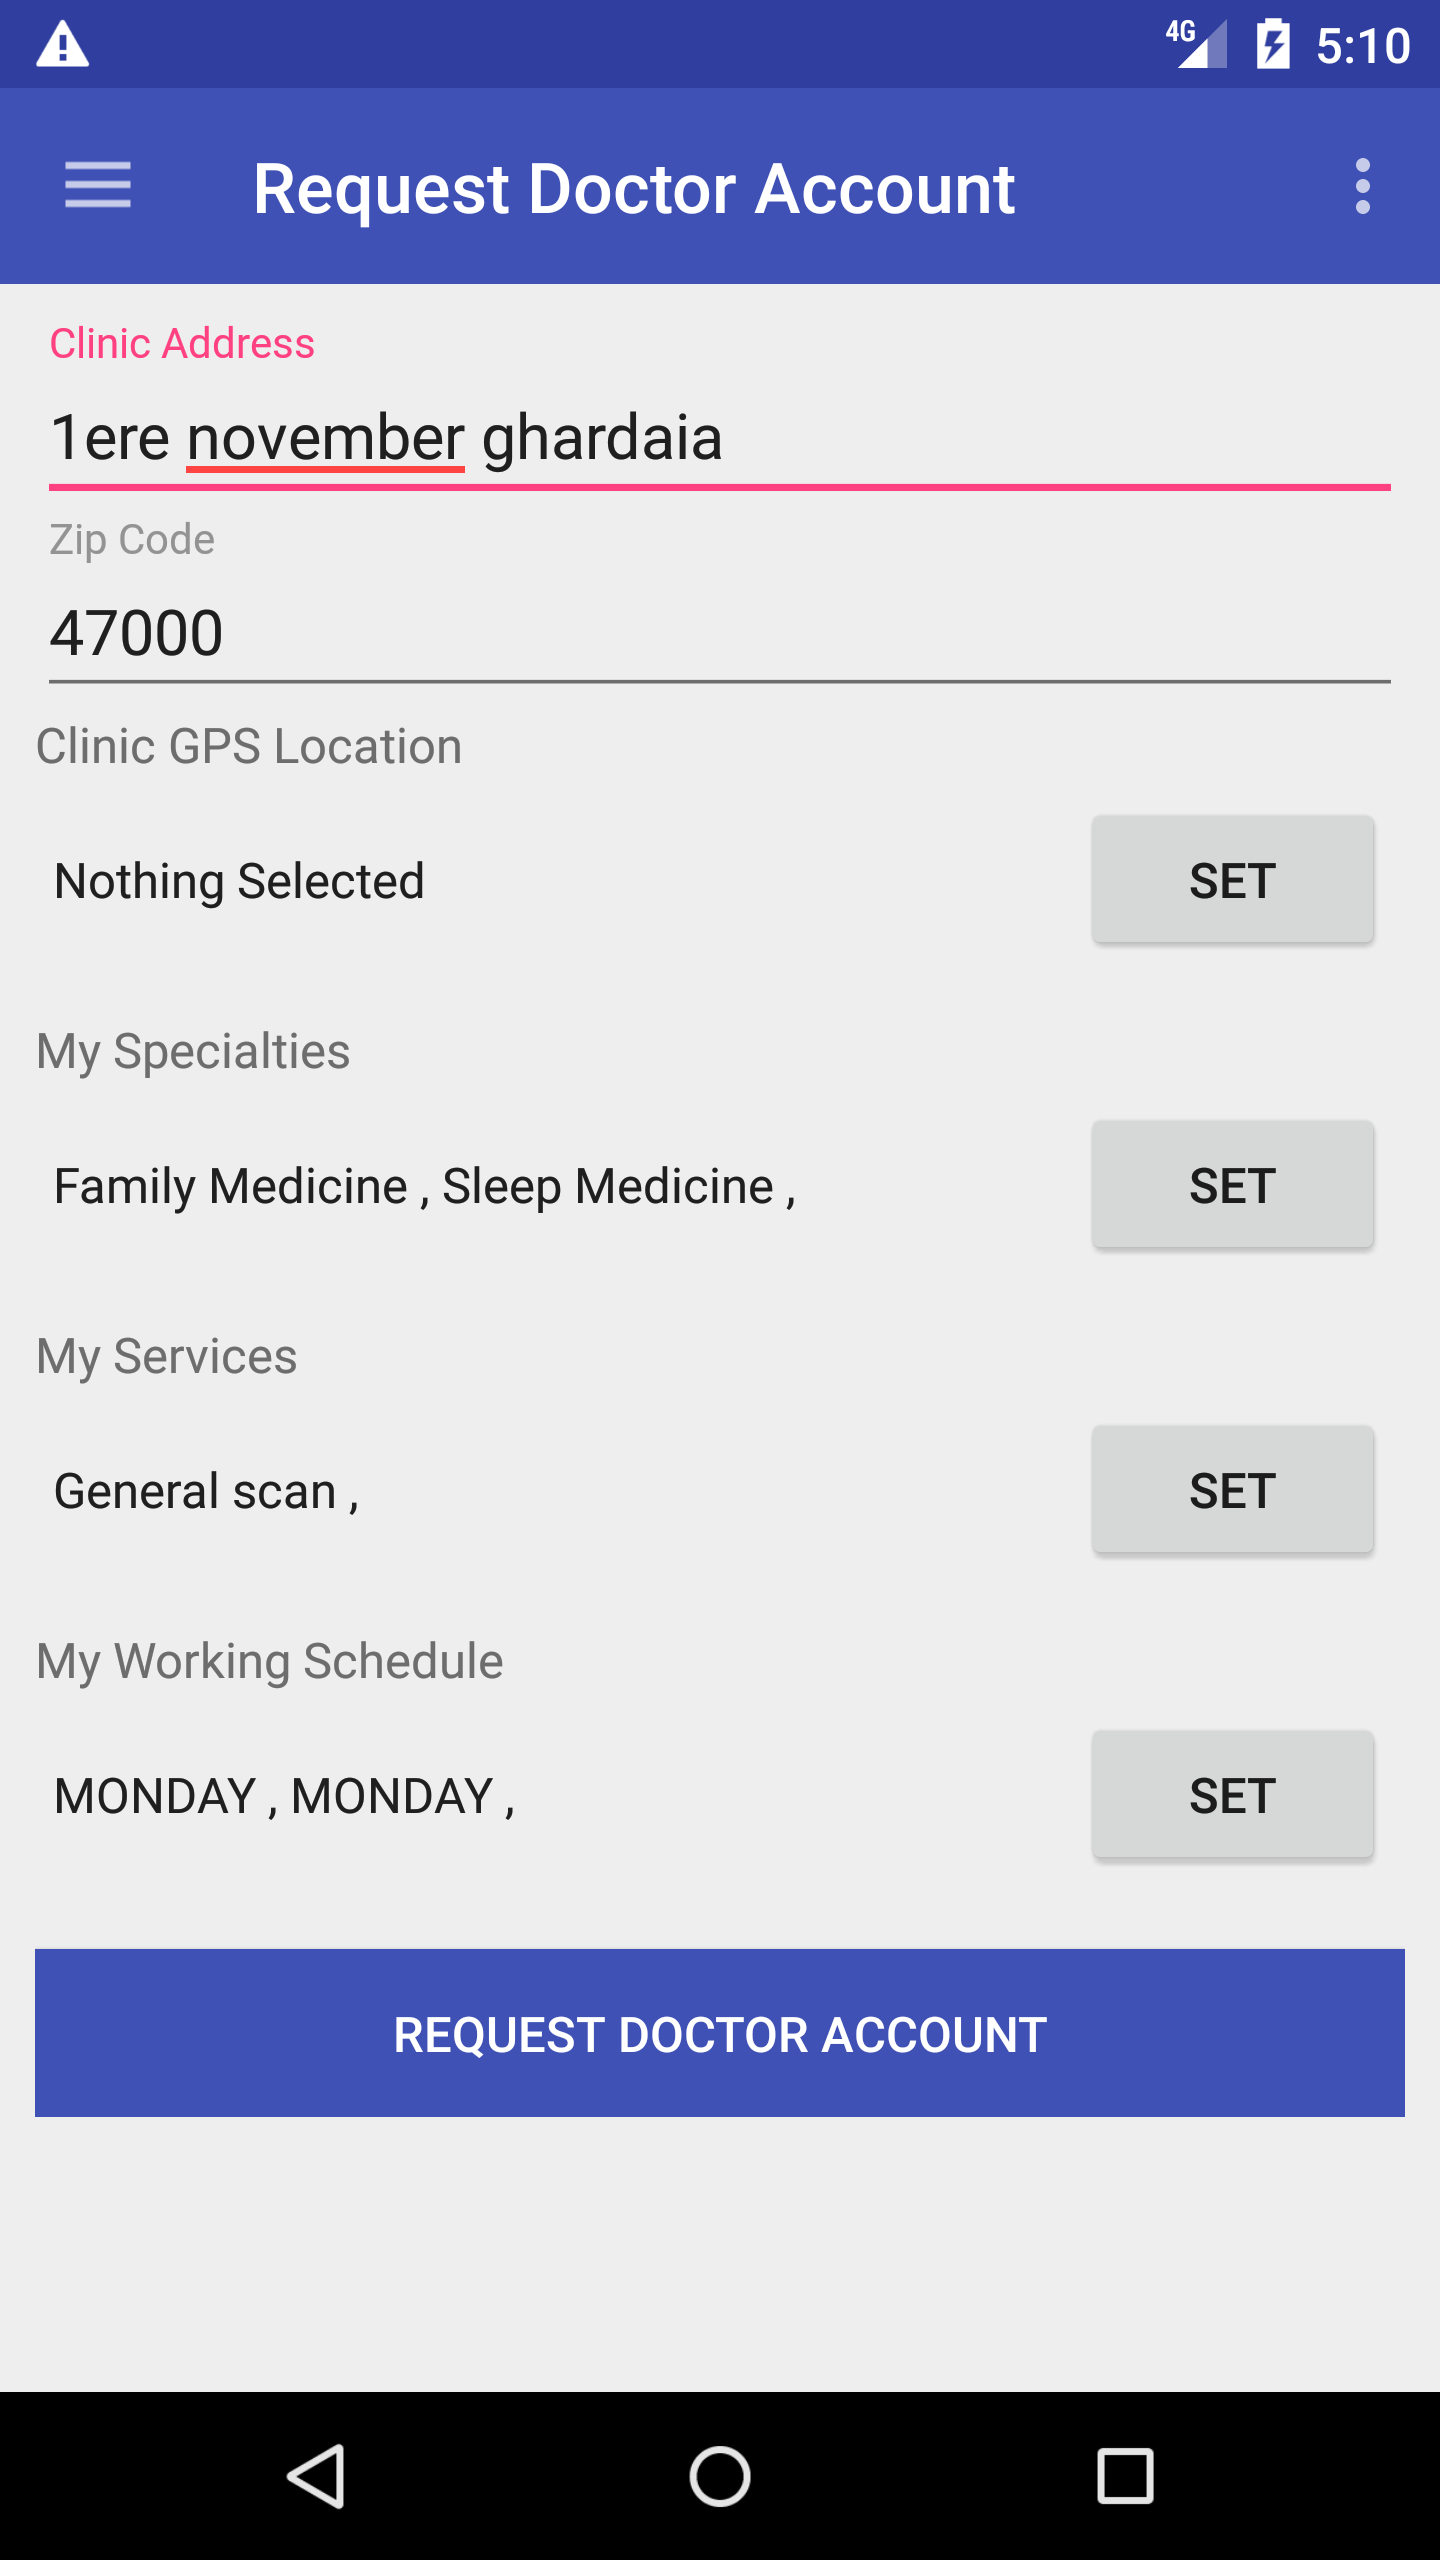 4G 5:10
Request Doctor Account
Clinic Address
1ere november ghardaia
Zip Code
47000
Clinic GPS Location
Nothing Selected SET
My Specialties
Family Medicine , Sleep Medicine , SET
My Services
General scan , SET
My Working Schedule
MONDAY , MONDAY , SET
REQUEST DOCTOR ACCOUNT